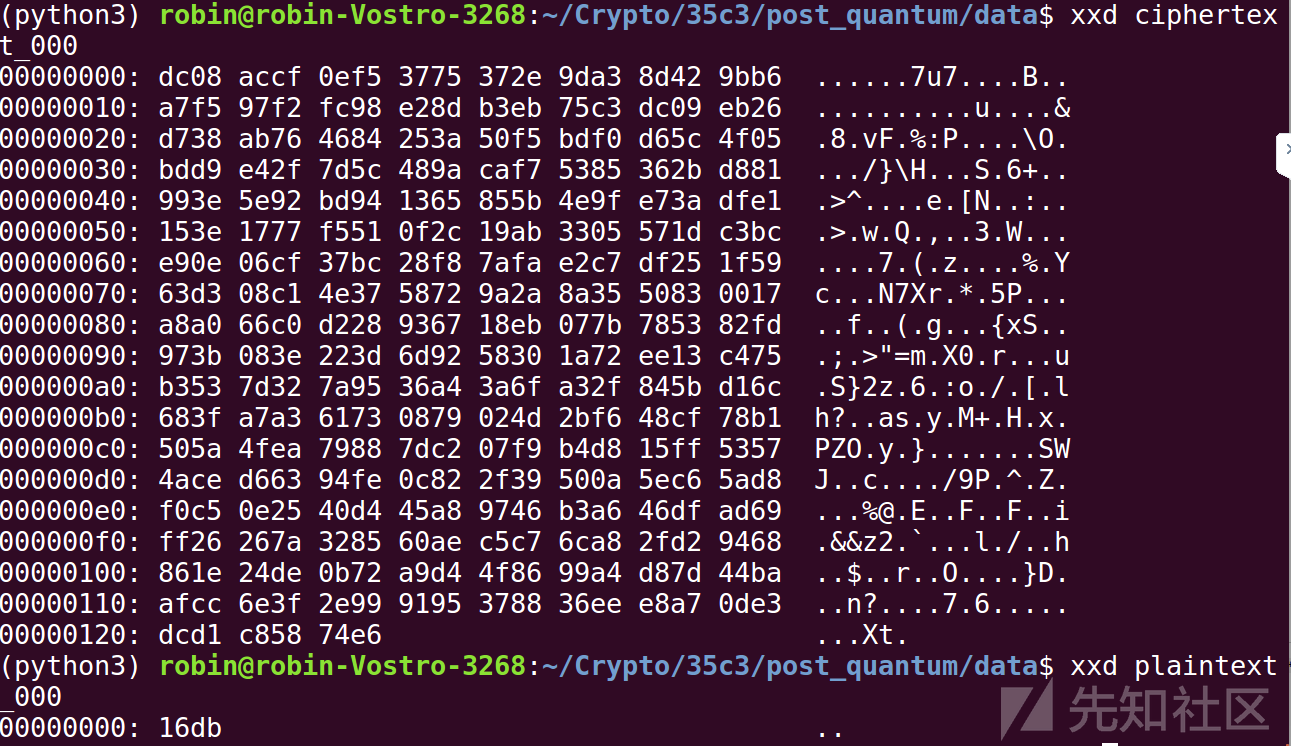 (python3) robin@robin-Vostro-3268:~/Crypto/35c3/post_quantum/data$ xxd ciphertex
t_000
00000000: dc08 accf 0ef5 3775 372e 9da3 8d42 9bb6  ......7u7....B..
00000010: a7f5 97f2 fc98 e28d b3eb 75c3 dc09 eb26  ..........u....&
00000020: d738 ab76 4684 253a 50f5 bdf0 d65c 4f05  .8.vF.%:P....\O.
00000030: bdd9 e42f 7d5c 489a caf7 5385 362b d881  .../}\H...S.6+..
00000040: 993e 5e92 bd94 1365 855b 4e9f e73a dfe1  .>^....e.[N..:..
00000050: 153e 1777 f551 0f2c 19ab 3305 571d c3bc  .>.w.Q.,..3.W...
00000060: e90e 06cf 37bc 28f8 7afa e2c7 df25 1f59  ....7.(.z....%.Y
00000070: 63d3 08c1 4e37 5872 9a2a 8a35 5083 0017  c...N7Xr.*.5P...
00000080: a8a0 66c0 d228 9367 18eb 077b 7853 82fd  ..f..(.g...{xS..
00000090: 973b 083e 223d 6d92 5830 1a72 ee13 c475  .;.>"=m.X0.r...u
000000a0: b353 7d32 7a95 36a4 3a6f a32f 845b d16c  .S}2z.6.:o./.[.l
000000b0: 683f a7a3 6173 0879 024d 2bf6 48cf 78b1  h?..as.y.M+.H.x.
000000c0: 505a 4fea 7988 7dc2 07f9 b4d8 15ff 5357  PZO.y.}.......SW
000000d0: 4ace d663 94fe 0c82 2f39 500a 5ec6 5ad8  J..c..../9P.^.Z.
000000e0: f0c5 0e25 40d4 45a8 9746 b3a6 46df ad69  ...%@.E..F..F..i
000000f0: ff26 267a 3285 60ae c5c7 6ca8 2fd2 9468  .&&z2.`...l./..h
00000100: 861e 24de 0b72 a9d4 4f86 99a4 d87d 44ba  ..$..r..O....}D.
00000110: afcc 6e3f 2e99 9195 3788 36ee e8a7 0de3  ..n?....7.6.....
00000120: dcd1 c858 74e6  ...Xt.
(python3) robin@robin-Vostro-3268:~/Crypto/35c3/post_quantum/data$ xxd plaintext
_000
00000000: 16db  ..
先知社区